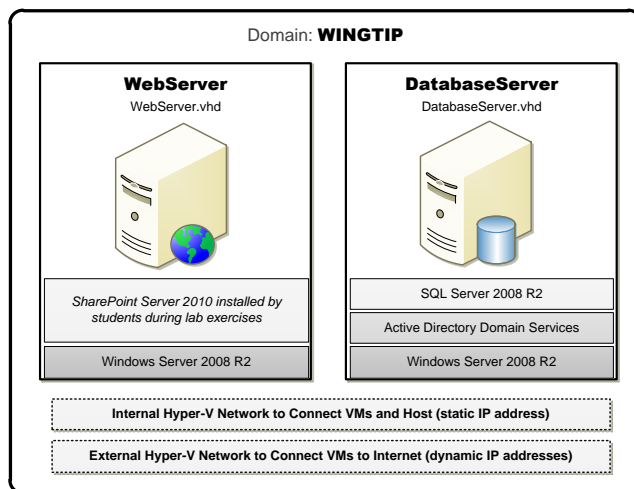 Domain: WINGTIP
WebServer
WebServer.vhd
SharePoint Server 2010 installed by
students during lab exercises
Windows Server 2008 R2
DatabaseServer
DatabaseServer.vhd
SQL Server 2008 R2
Active Directory Domain Services
Windows Server 2008 R2
Internal Hyper-V Network to Connect VMs and Host (static IP address)
External Hyper-V Network to Connect VMs to Internet (dynamic IP addresses)